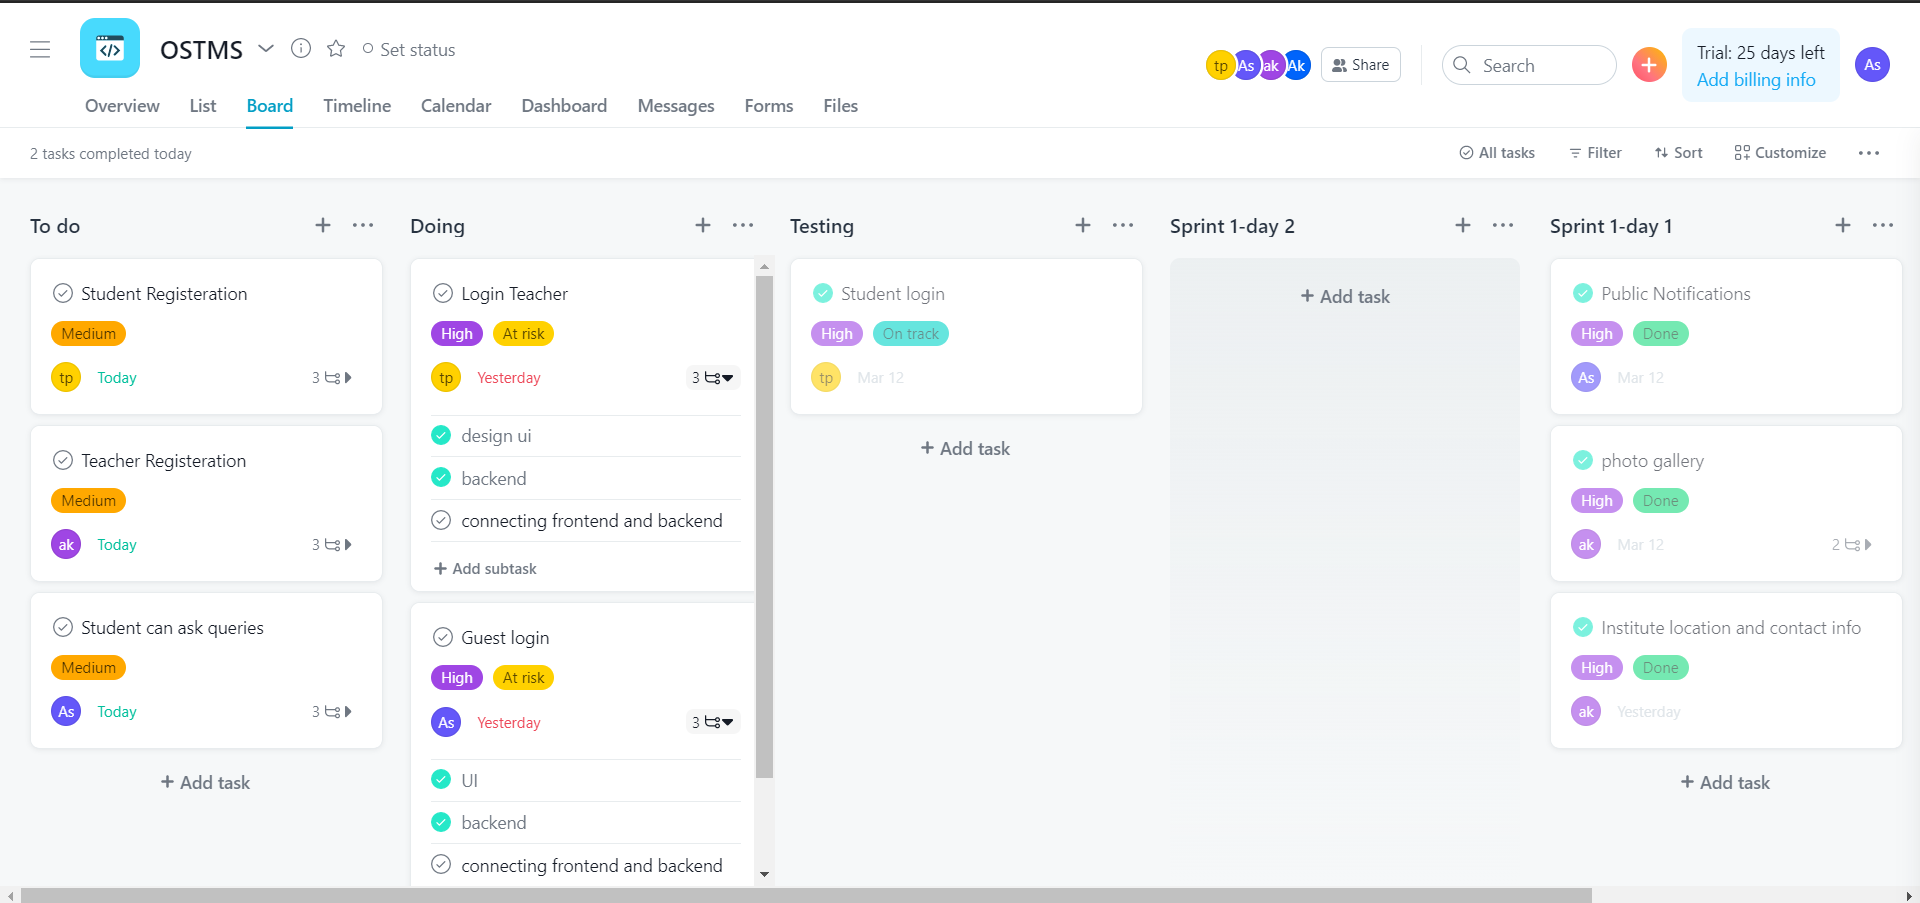 OSTMS
Set status
tp As ak Ak
Share
Search
Trial: 25 days left
Add billing info
As
Overview List Board Timeline Calendar Dashboard Messages Forms Files
2 tasks completed today
All tasks Filter Sort Customize
To do
Student Registeration
Medium
tp Today 3
Teacher Registeration
Medium
ak Today 3
Student can ask queries
Medium
As Today 3
+ Add task
Doing
Login Teacher
High At risk
tp Yesterday 3
design ui
backend
connecting frontend and backend
+ Add subtask
Guest login
High At risk
As Yesterday 3
UI
backend
connecting frontend and backend
Testing
Student login
High On track
tp Mar 12
+ Add task
Sprint 1-day 2
+ Add task
Sprint 1-day 1
Public Notifications
High Done
As Mar 12
photo gallery
High Done
ak Mar 12 2
Institute location and contact info
High Done
ak Yesterday
+ Add task